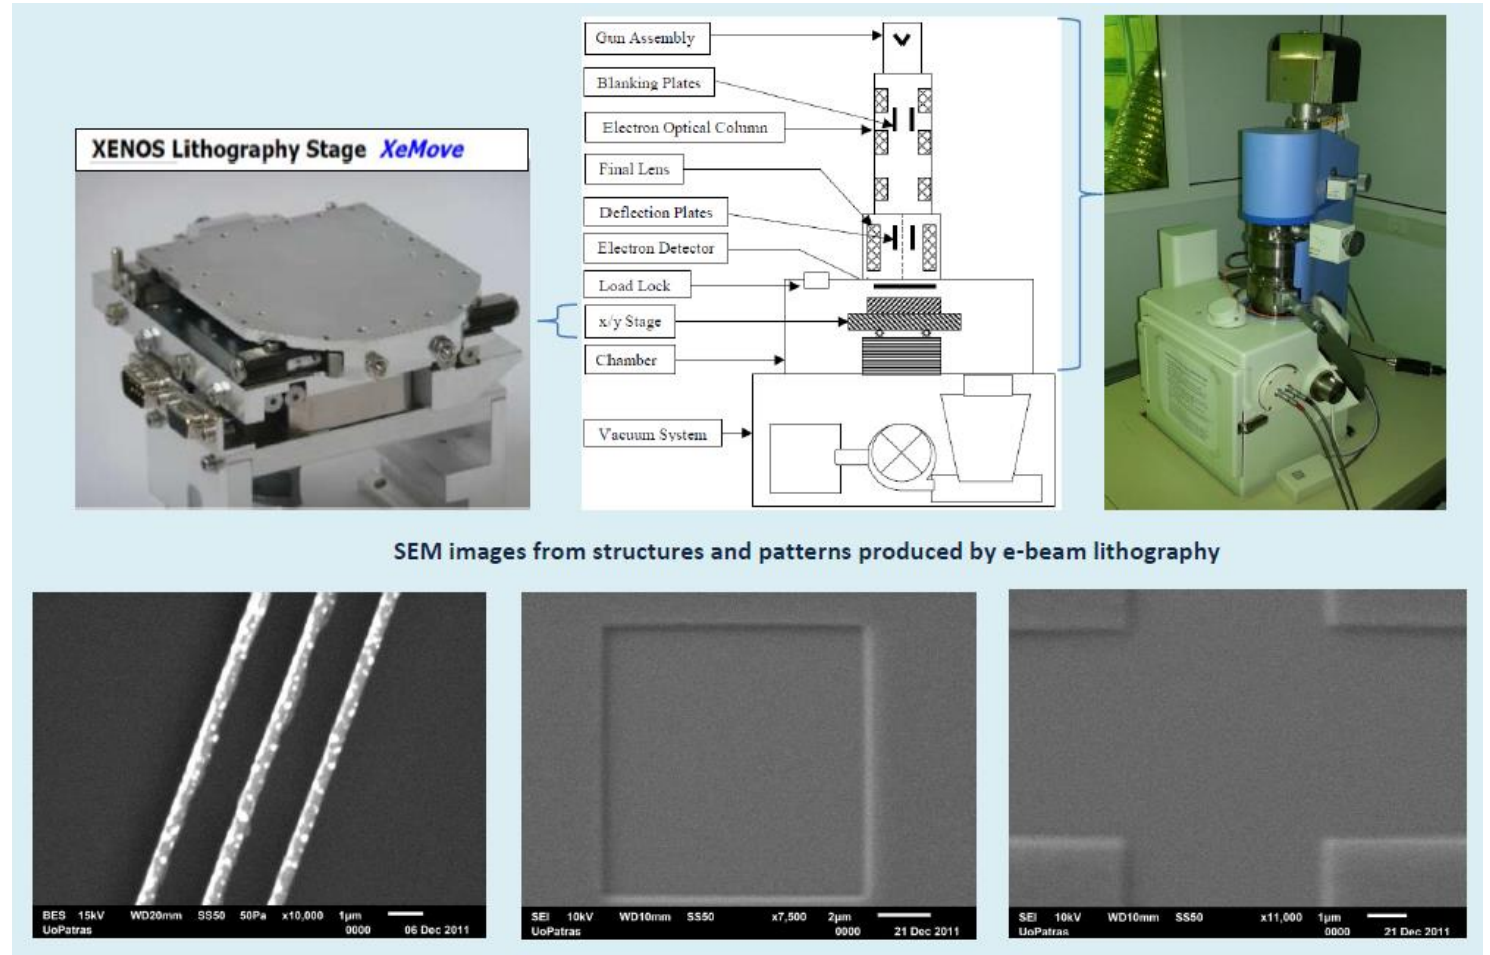 XENOS Lithography Stage XeMove
Gun Assembly
Blanking Plates
Electron Optical Column
Final Lens
Deflection Plates
Electron Detector
Load Lock
x/y Stage
Chamber
Vacuum System
SEM images from structures and patterns produced by e-beam lithography
BES 15kV WD20mm SS50 50Pa x10,000 1µm
UoPatras 0000 06 Dec 2011
SEI 10kV WD10mm SS50 x7,500 2µm
UoPatras 0000 21 Dec 2011
SEI 10kV WD10mm SS50 x11,000 1µm
UoPatras 0000 21 Dec 2011